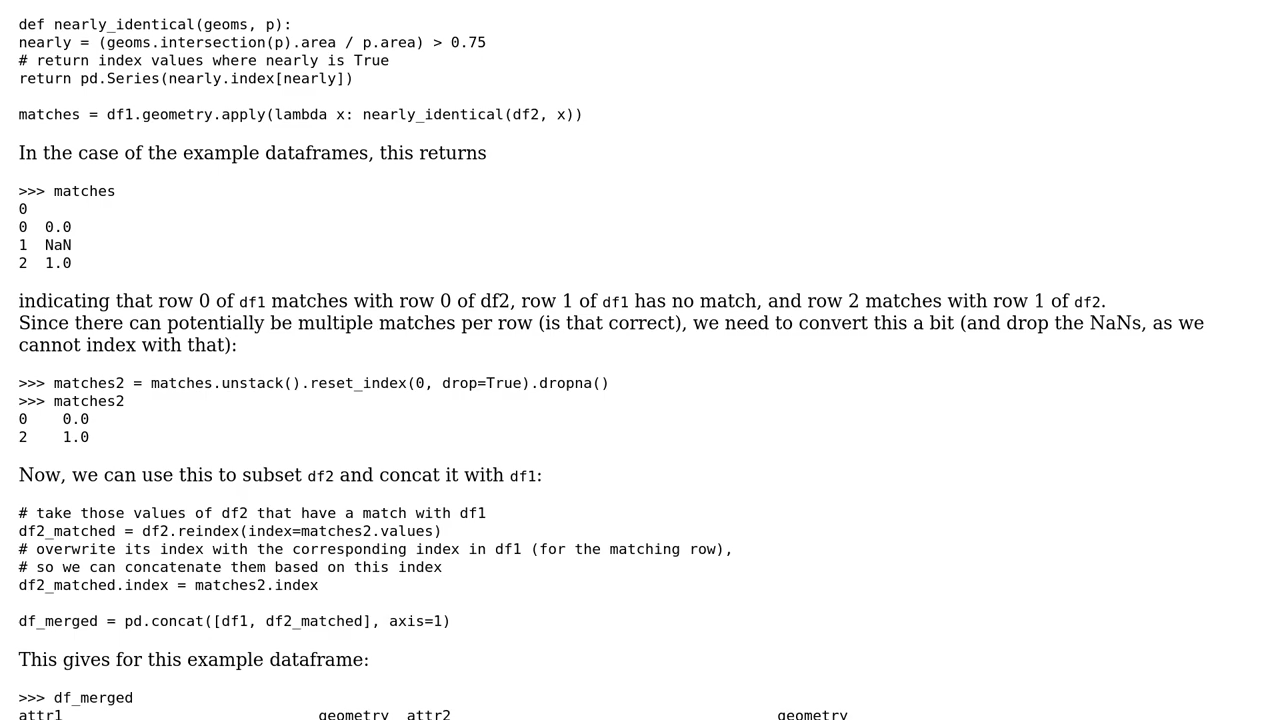 def nearly_identical(geoms, p):
nearly = (geoms.intersection(p).area / p.area) > 0.75
# return index values where nearly is True
return pd.Series(nearly.index[nearly])
matches = df1.geometry.apply(lambda x: nearly_identical(df2, x))
In the case of the example dataframes, this returns
>>> matches
0
0  0.0
1  NaN
2  1.0
indicating that row 0 of df1 matches with row 0 of df2, row 1 of df1 has no match, and row 2 matches with row 1 of df2.
Since there can potentially be multiple matches per row (is that correct), we need to convert this a bit (and drop the NaNs, as we
cannot index with that):
>>> matches2 = matches.unstack().reset_index(0, drop=True).dropna()
>>> matches2
0    0.0
2    1.0
Now, we can use this to subset df2 and concat it with df1:
# take those values of df2 that have a match with df1
df2_matched = df2.reindex(index=matches2.values)
# overwrite its index with the corresponding index in df1 (for the matching row),
# so we can concatenate them based on this index
df2_matched.index = matches2.index
df_merged = pd.concat([df1, df2_matched], axis=1)
This gives for this example dataframe:
>>> df_merged
attr1                             geometry  attr2                                     geometry